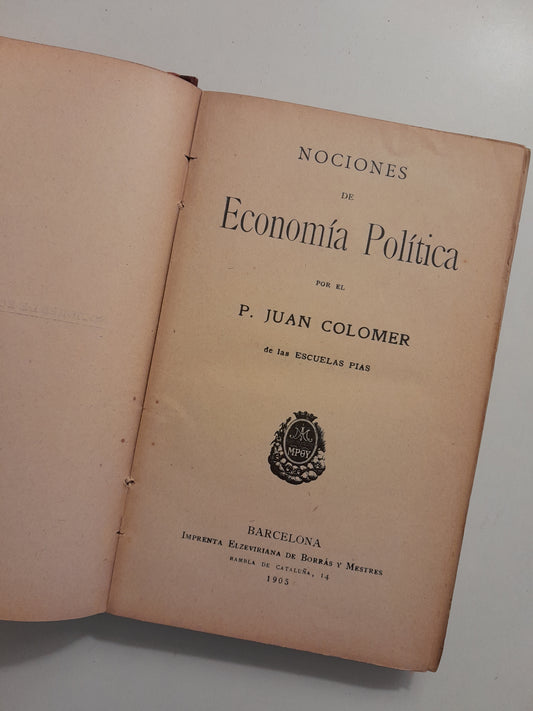 NOCIONES
DE
Economía Política
POR EL
P. JUAN COLOMER
de las ESCUELAS PIAS
MPΘY
BARCELONA
IMPRENTA ELZEVIRIANA DE BORRÁS Y MESTRES
RAMBLA DE CATALUÑA, 14
1905